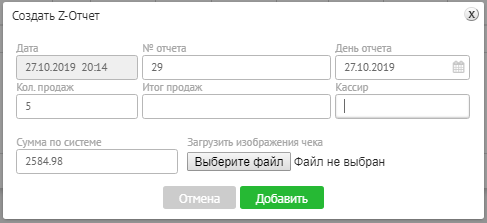 Создать Z-Отчет
X
Дата № отчета День отчета
27.10.2019 20:14 29 27.10.2019
Кол. продаж Итог продаж Кассир
5
Сумма по системе Загрузить изображения чека
2584.98 Выберите файл Файл не выбран
Отмена Добавить